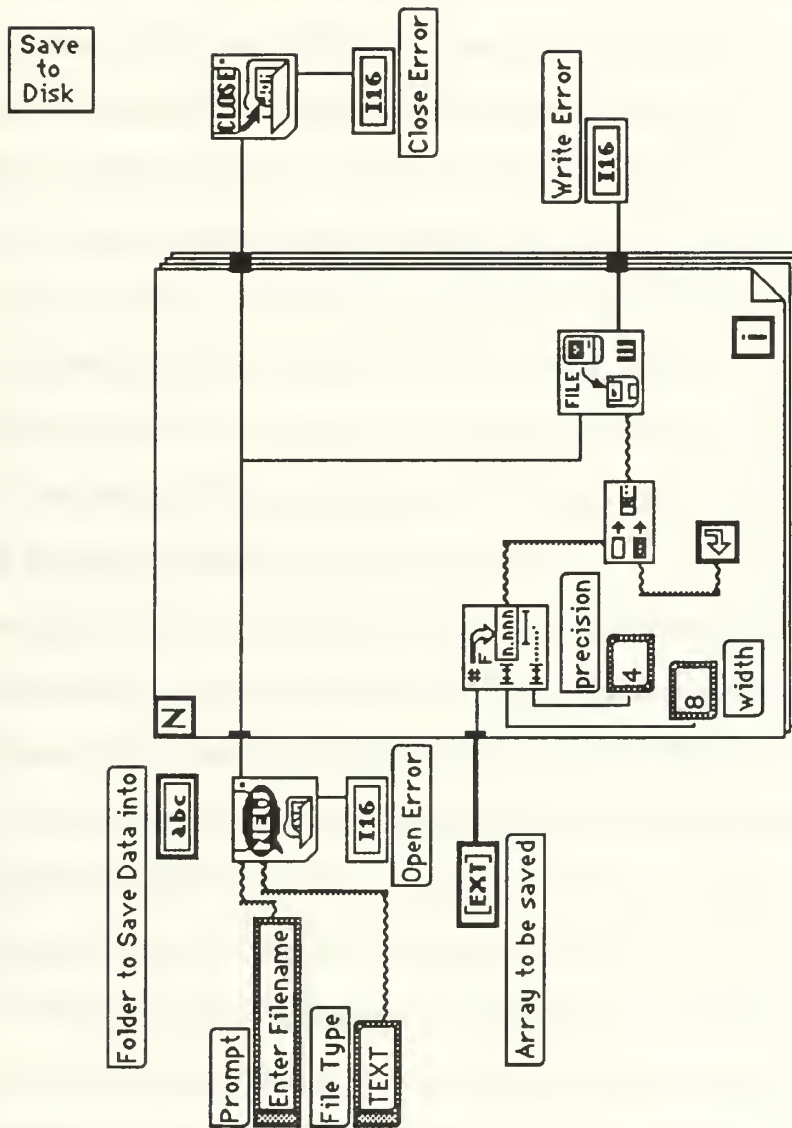 Save
to
Disk
Folder to Save Data into
abc
Prompt
Enter Filename
File Type
TEXT
NEW
I16
Open Error
[EXT]
Array to be saved
N
#
F
n.nnn
precision
4
8
width
FILE
i
CLOSE
I16
Close Error
Write Error
I16